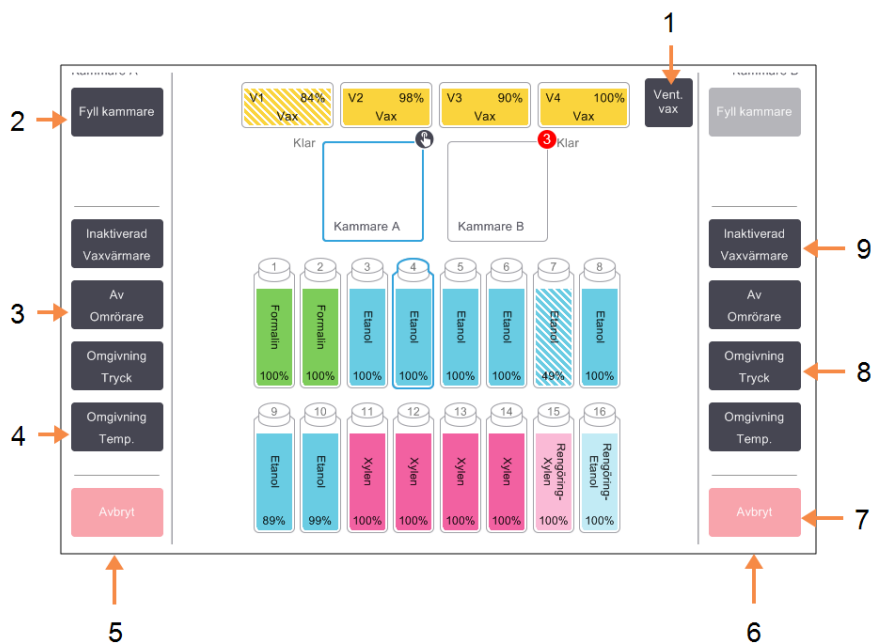 1
Kammare A
Fyll kammare
2
Inaktiverad
Vaxvärmare
Av
Omrörare
3
Omgivning
Tryck
Omgivning
Temp.
4
Avbryt
5
V1 84%
Vax
V2 98%
Vax
V3 90%
Vax
V4 100%
Vax
Vent.
vax
Klar
Kammare A
3
Klar
Kammare B
1
Formalin
100%
2
Formalin
100%
3
Etanol
100%
4
Etanol
100%
5
Etanol
100%
6
Etanol
100%
7
Etanol
49%
8
Etanol
100%
9
Etanol
89%
10
Etanol
99%
11
Xylen
100%
12
Xylen
100%
13
Xylen
100%
14
Xylen
100%
15
Rengöring-
Xylen
100%
16
Rengöring-
Etanol
100%
Fyll kammare
Inaktiverad
Vaxvärmare
9
Av
Omrörare
Omgivning
Tryck
8
Omgivning
Temp.
Avbryt
7
6